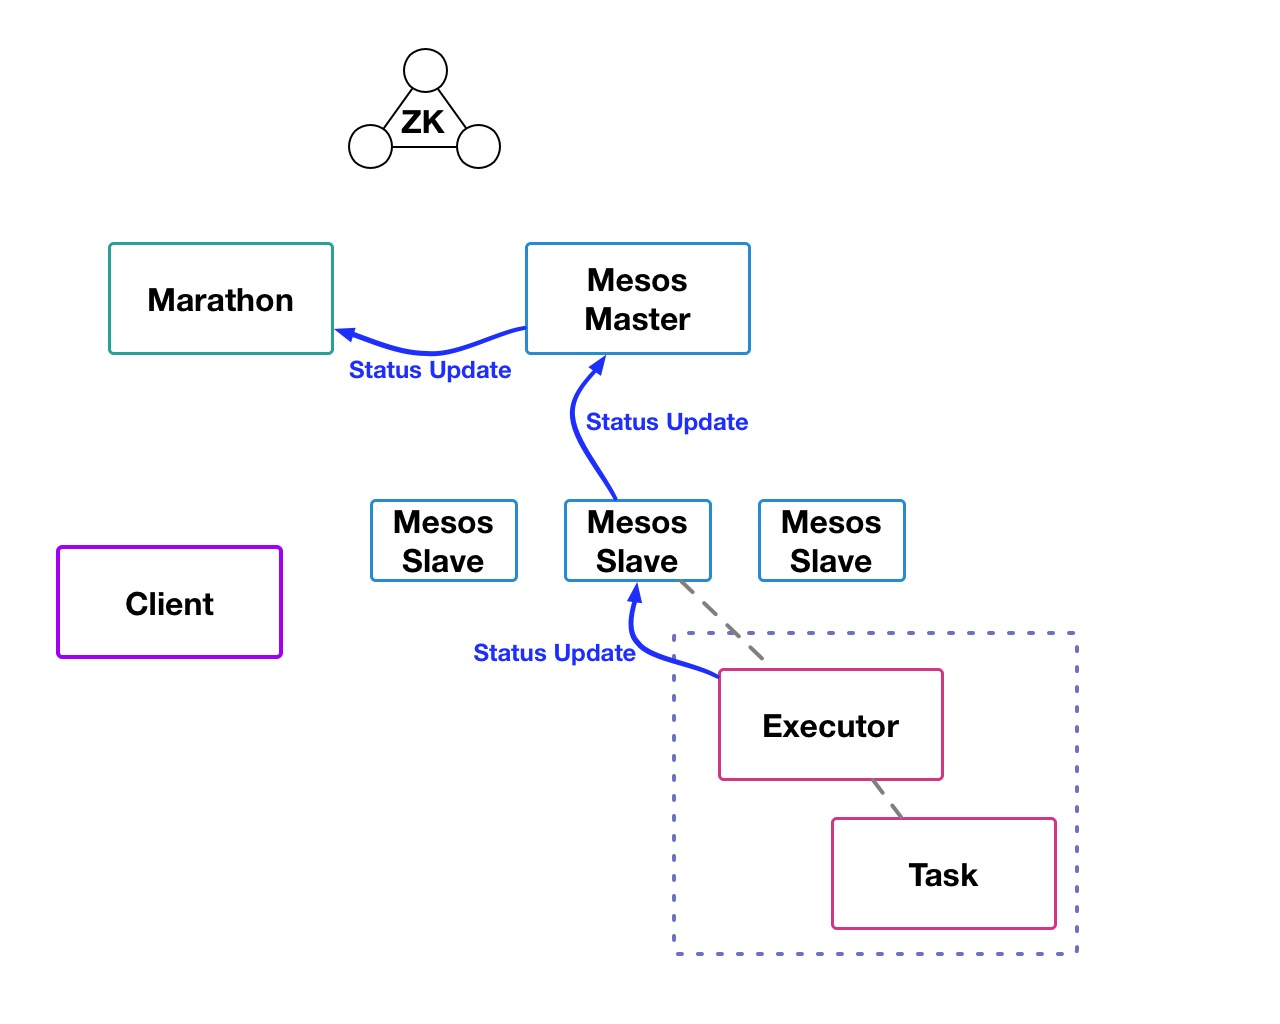 ZK
Marathon
Mesos
Master
Status Update
Status Update
Mesos
Slave
Mesos
Slave
Mesos
Slave
Client
Status Update
Executor
Task